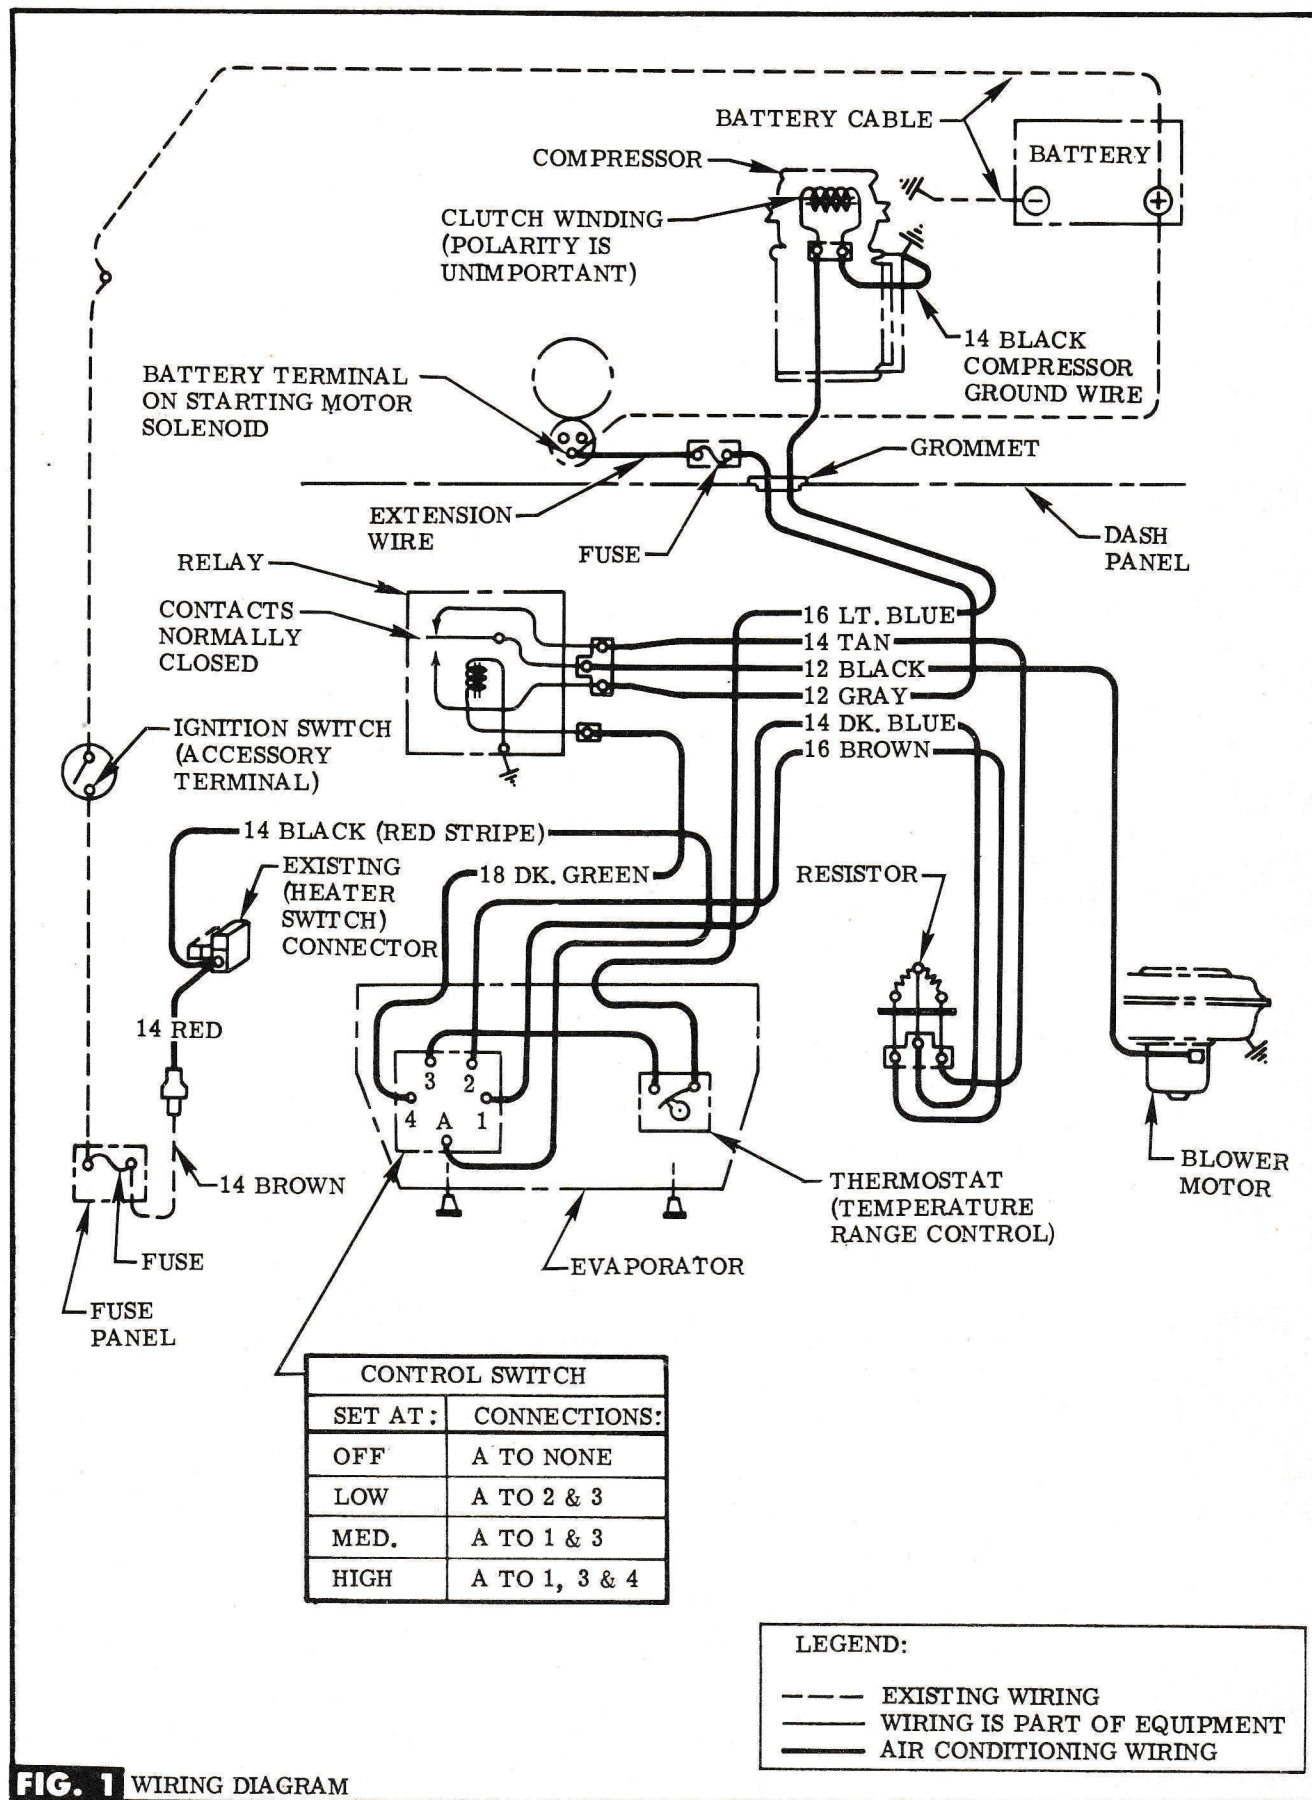 BATTERY CABLE
BATTERY
COMPRESSOR
CLUTCH WINDING
(POLARITY IS
UNIMPORTANT)
- +
14 BLACK
COMPRESSOR
GROUND WIRE
BATTERY TERMINAL
ON STARTING MOTOR
SOLENOID
GROMMET
EXTENSION
WIRE
FUSE
DASH
PANEL
RELAY
CONTACTS
NORMALLY
CLOSED
16 LT. BLUE
14 TAN
12 BLACK
12 GRAY
14 DK. BLUE
16 BROWN
IGNITION SWITCH
(ACCESSORY
TERMINAL)
14 BLACK (RED STRIPE)
EXISTING
(HEATER
SWITCH)
CONNECTOR
18 DK. GREEN
RESISTOR
14 RED
3 2
4 A 1
14 BROWN
THERMOSTAT
(TEMPERATURE
RANGE CONTROL)
BLOWER
MOTOR
FUSE
EVAPORATOR
FUSE
PANEL
CONTROL SWITCH
SET AT: CONNECTIONS:
OFF A TO NONE
LOW A TO 2 & 3
MED. A TO 1 & 3
HIGH A TO 1, 3 & 4
LEGEND:
EXISTING WIRING
WIRING IS PART OF EQUIPMENT
AIR CONDITIONING WIRING
FIG. 1 WIRING DIAGRAM